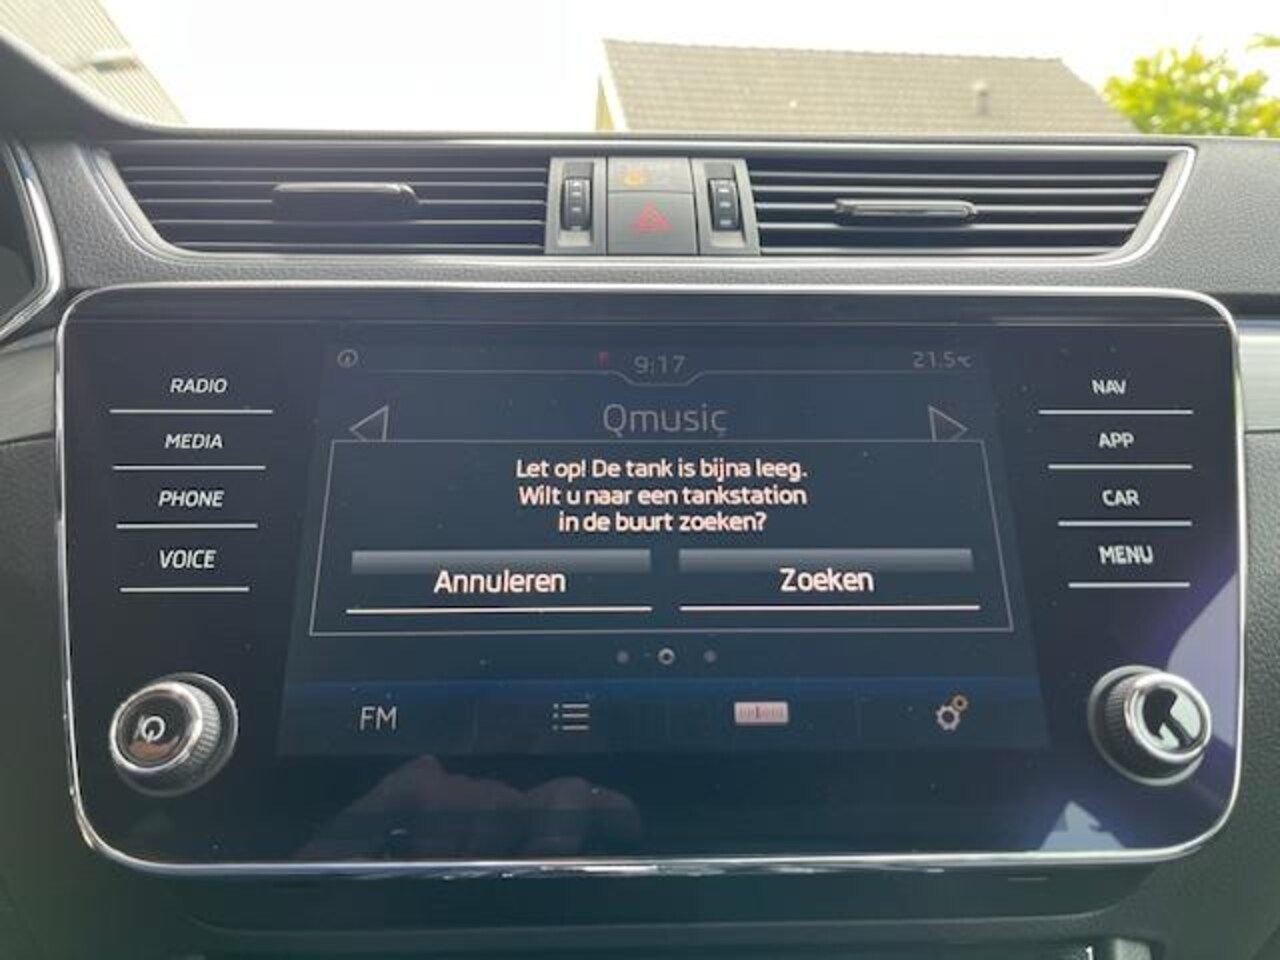 RADIO
MEDIA
PHONE
VOICE
9:17
21.5°C
Qmusic
Let op! De tank is bijna leeg.
Wilt u naar een tankstation
in de buurt zoeken?
Annuleren
Zoeken
FM
NAV
APP
CAR
MENU